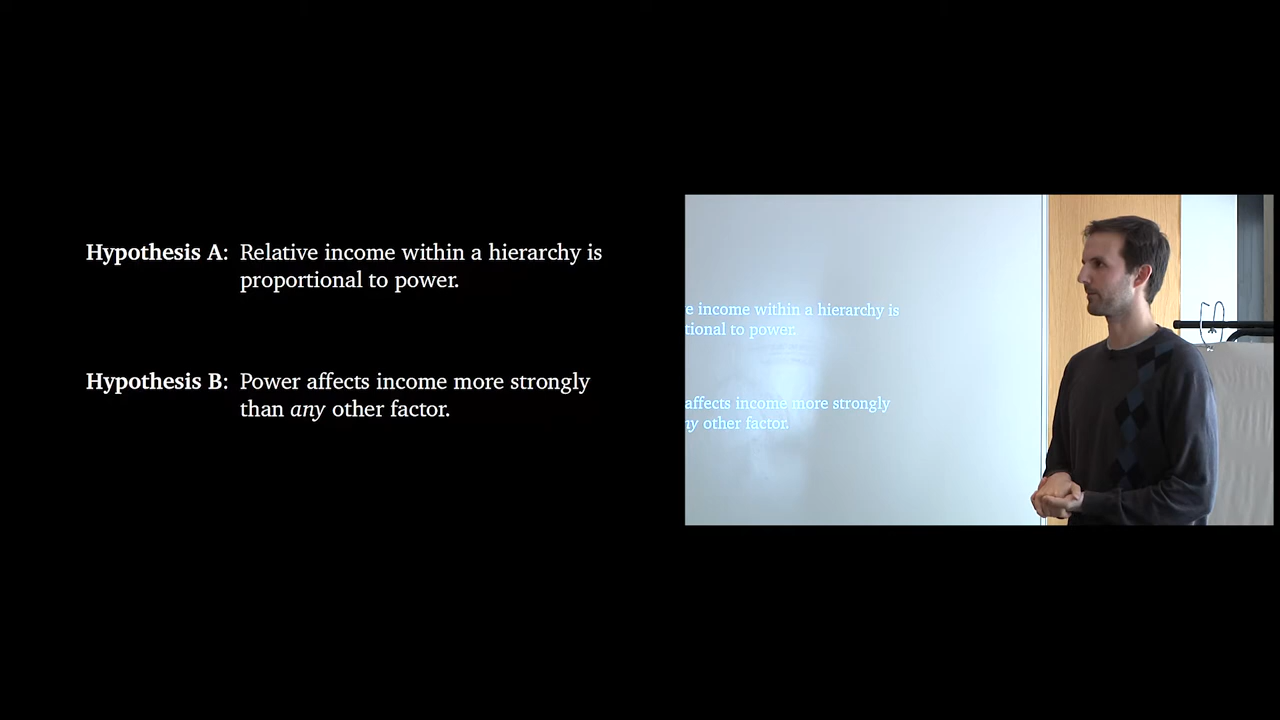 Hypothesis A: Relative income within a hierarchy is
proportional to power.
Hypothesis B: Power affects income more strongly
than any other factor.
e income within a hierarchy is
tional to power.
affects income more strongly
ny other factor.